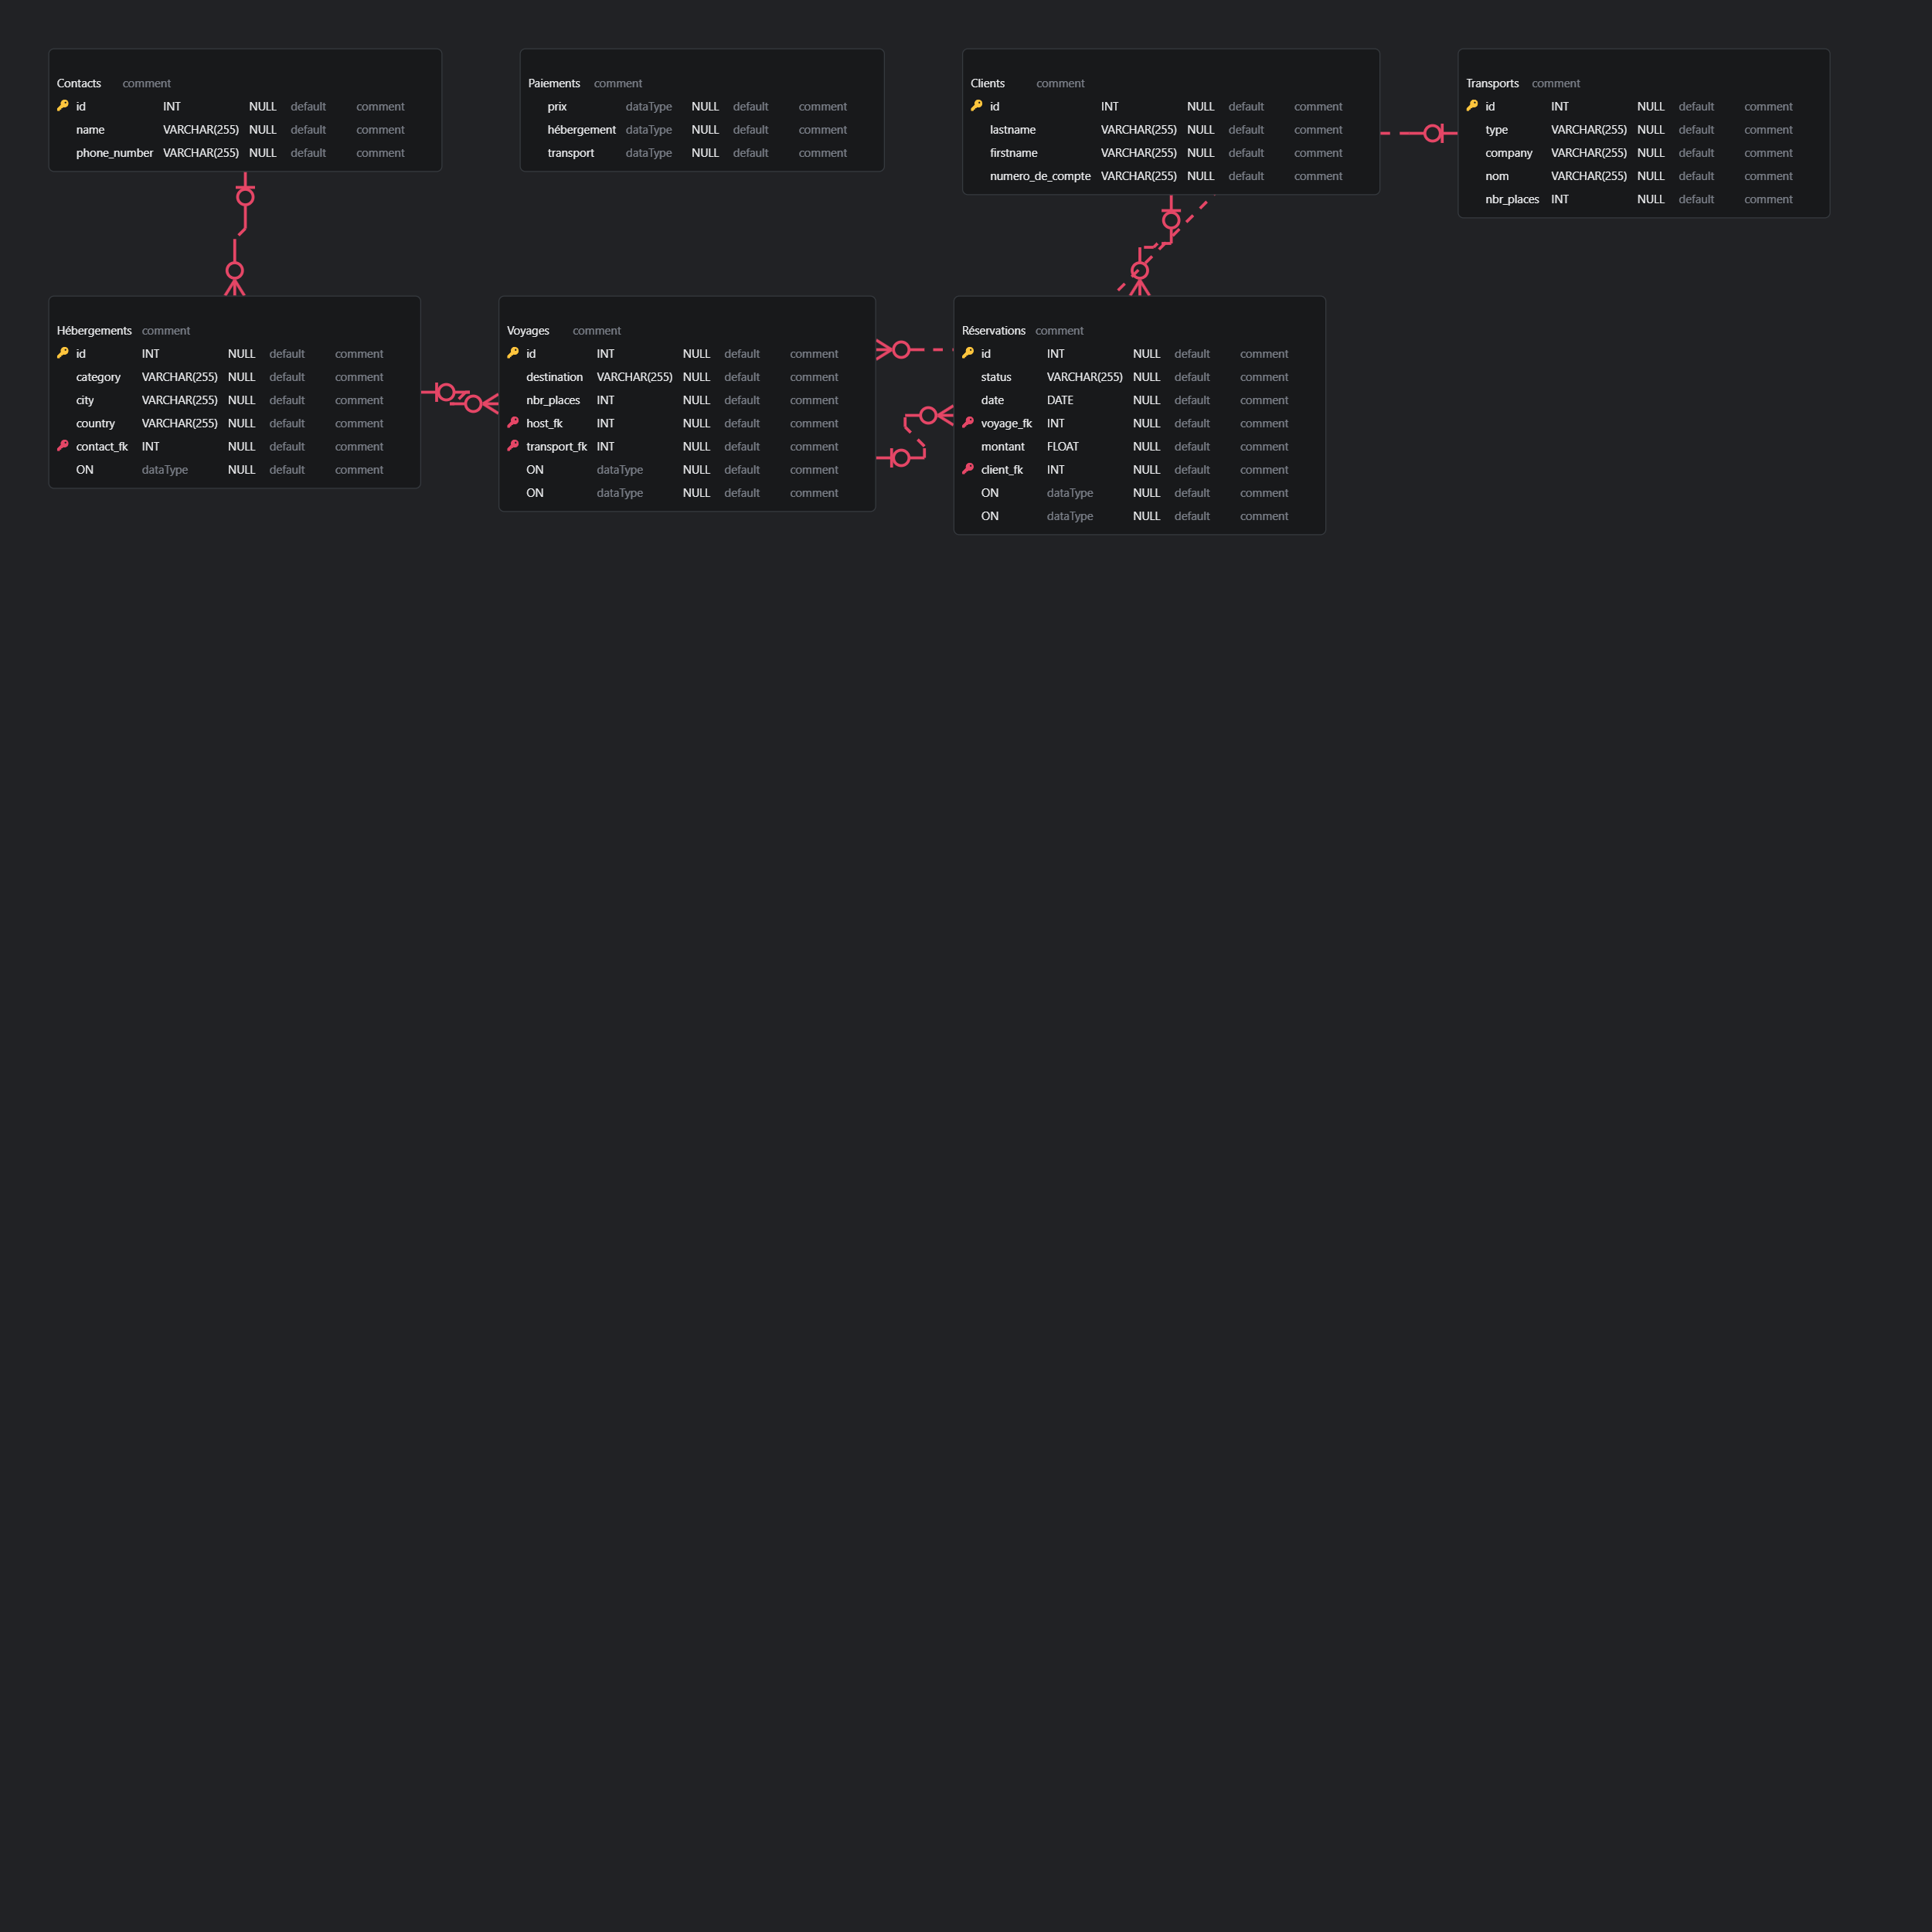 Contacts comment
id INT NULL default comment
name VARCHAR(255) NULL default comment
phone_number VARCHAR(255) NULL default comment
Paiements comment
prix dataType NULL default comment
hébergement dataType NULL default comment
transport dataType NULL default comment
Clients comment
id INT NULL default comment
lastname VARCHAR(255) NULL default comment
firstname VARCHAR(255) NULL default comment
numero_de_compte VARCHAR(255) NULL default comment
Transports comment
id INT NULL default comment
type VARCHAR(255) NULL default comment
company VARCHAR(255) NULL default comment
nom VARCHAR(255) NULL default comment
nbr_places INT NULL default comment
Hébergements comment
id INT NULL default comment
category VARCHAR(255) NULL default comment
city VARCHAR(255) NULL default comment
country VARCHAR(255) NULL default comment
contact_fk INT NULL default comment
ON dataType NULL default comment
Voyages comment
id INT NULL default comment
destination VARCHAR(255) NULL default comment
nbr_places INT NULL default comment
host_fk INT NULL default comment
transport_fk INT NULL default comment
ON dataType NULL default comment
ON dataType NULL default comment
Réservations comment
id INT NULL default comment
status VARCHAR(255) NULL default comment
date DATE NULL default comment
voyage_fk INT NULL default comment
montant FLOAT NULL default comment
client_fk INT NULL default comment
ON dataType NULL default comment
ON dataType NULL default comment